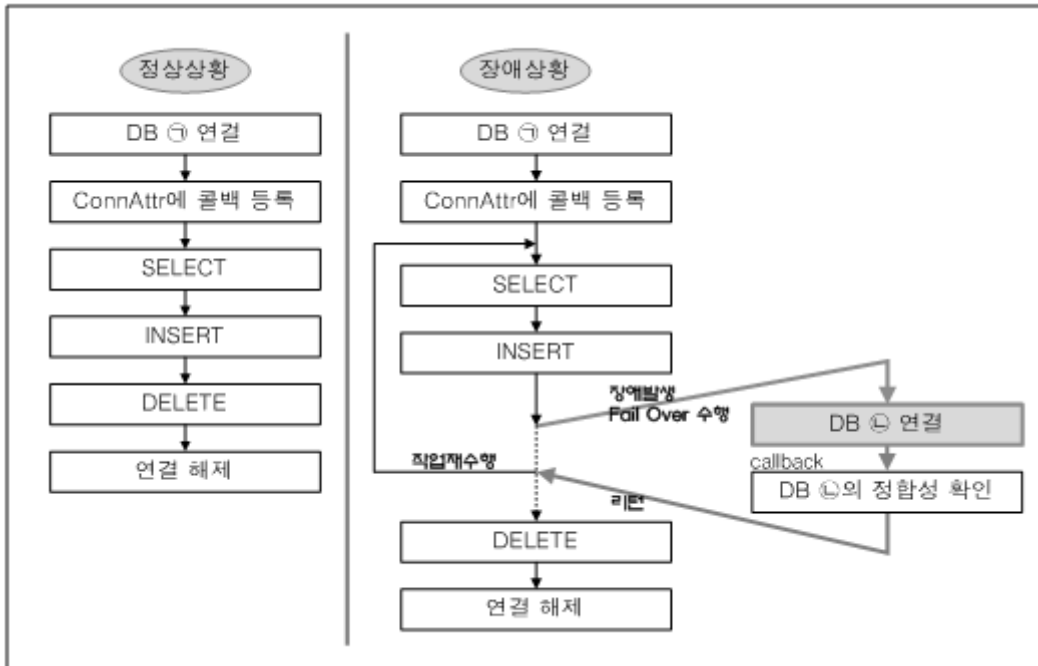 정상상황
DB ㉠ 연결
ConnAttr에 콜백 등록
SELECT
INSERT
DELETE
연결 해제
장애상황
DB ㉠ 연결
ConnAttr에 콜백 등록
SELECT
INSERT
장애발생
Fail Over 수행
DB ㉡ 연결
callback
DB ㉡의 정합성 확인
작업재수행
리턴
DELETE
연결 해제